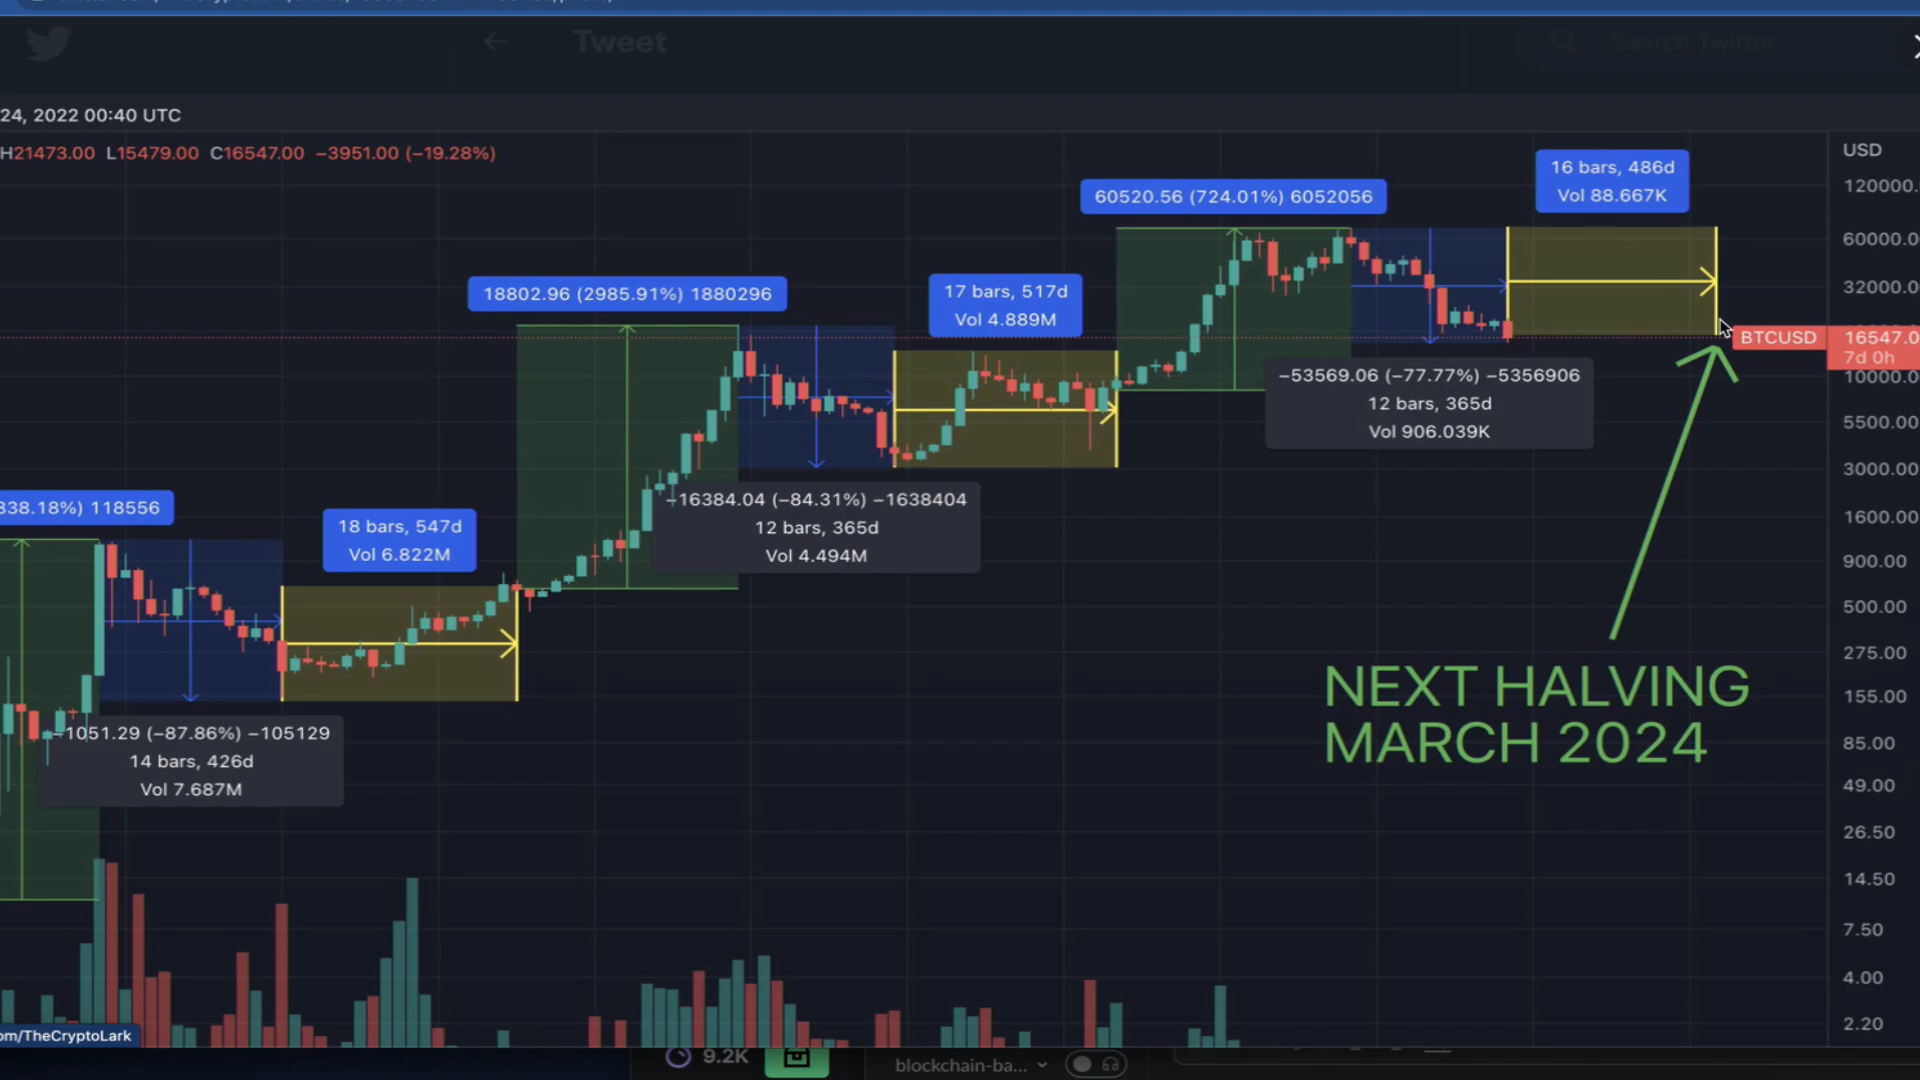 Tweet
Search Twitter
24, 2022 00:40 UTC
H21473.00 L15479.00 C16547.00 −3951.00 (−19.28%)
USD
120000.
60000.0
32000.0
16547.0
7d 0h
10000.0
5500.00
3000.00
1600.00
900.00
500.00
275.00
155.00
85.00
49.00
26.50
14.50
7.50
4.00
2.20
BTCUSD
16 bars, 486d
Vol 88.667K
60520.56 (724.01%) 6052056
18802.96 (2985.91%) 1880296
17 bars, 517d
Vol 4.889M
−53569.06 (−77.77%) −5356906
12 bars, 365d
Vol 906.039K
−16384.04 (−84.31%) −1638404
12 bars, 365d
Vol 4.494M
838.18%) 118556
18 bars, 547d
Vol 6.822M
−1051.29 (−87.86%) −105129
14 bars, 426d
Vol 7.687M
NEXT HALVING
MARCH 2024
om/TheCryptoLark
9.2K
blockchain-ba...